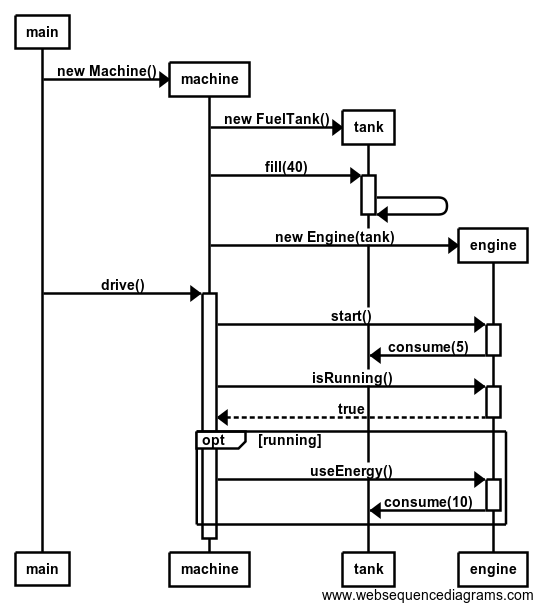 main
new Machine()
machine
new FuelTank()
tank
fill(40)
new Engine(tank)
engine
drive()
start()
consume(5)
isRunning()
true
opt [running]
useEnergy()
consume(10)
main machine tank engine
www.websequencediagrams.com